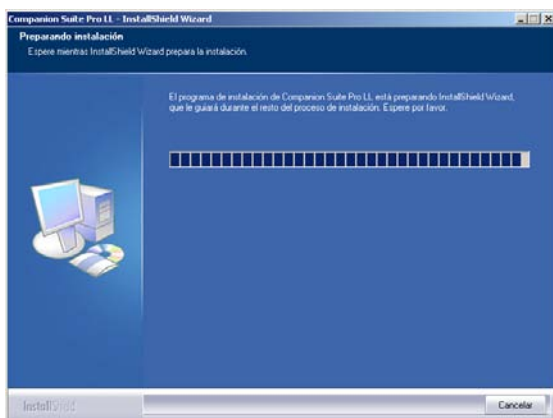 Companion Suite Pro LL - InstallShield Wizard
Preparando instalación
Espere mientras InstallShield Wizard prepara la instalación.
El programa de instalación de Companion Suite Pro LL está preparando InstallShield Wizard,
que le guiará durante el resto del proceso de instalación. Espere por favor.
InstallShield
Cancelar